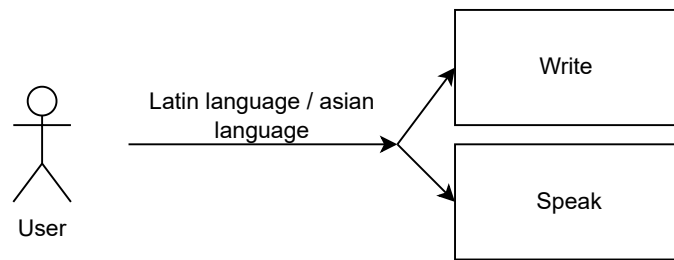 Latin language / asian
language
Write
Speak
User